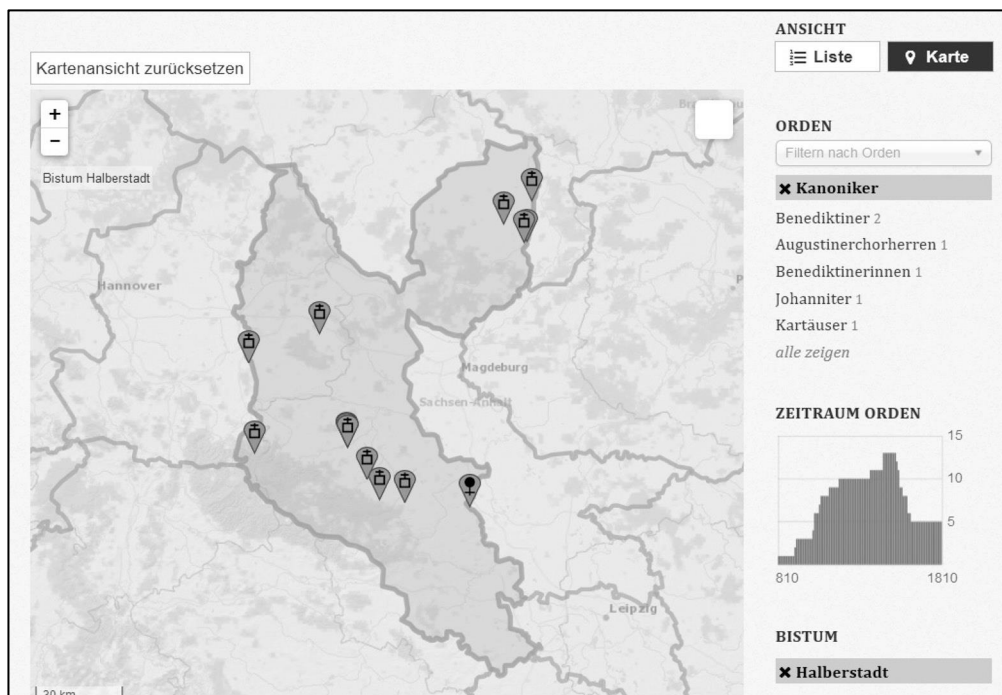 Kartenansicht zurücksetzen
+
−
Bistum Halberstadt
Hannover
Magdeburg
Sachsen-Anhalt
Leipzig
ANSICHT
Liste
Karte
ORDEN
Filtern nach Orden
✖ Kanoniker
Benediktiner 2
Augustinerchorherren 1
Benediktinerinnen 1
Johanniter 1
Kartäuser 1
alle zeigen
ZEITRAUM ORDEN
15
10
5
810 1810
BISTUM
✖ Halberstadt